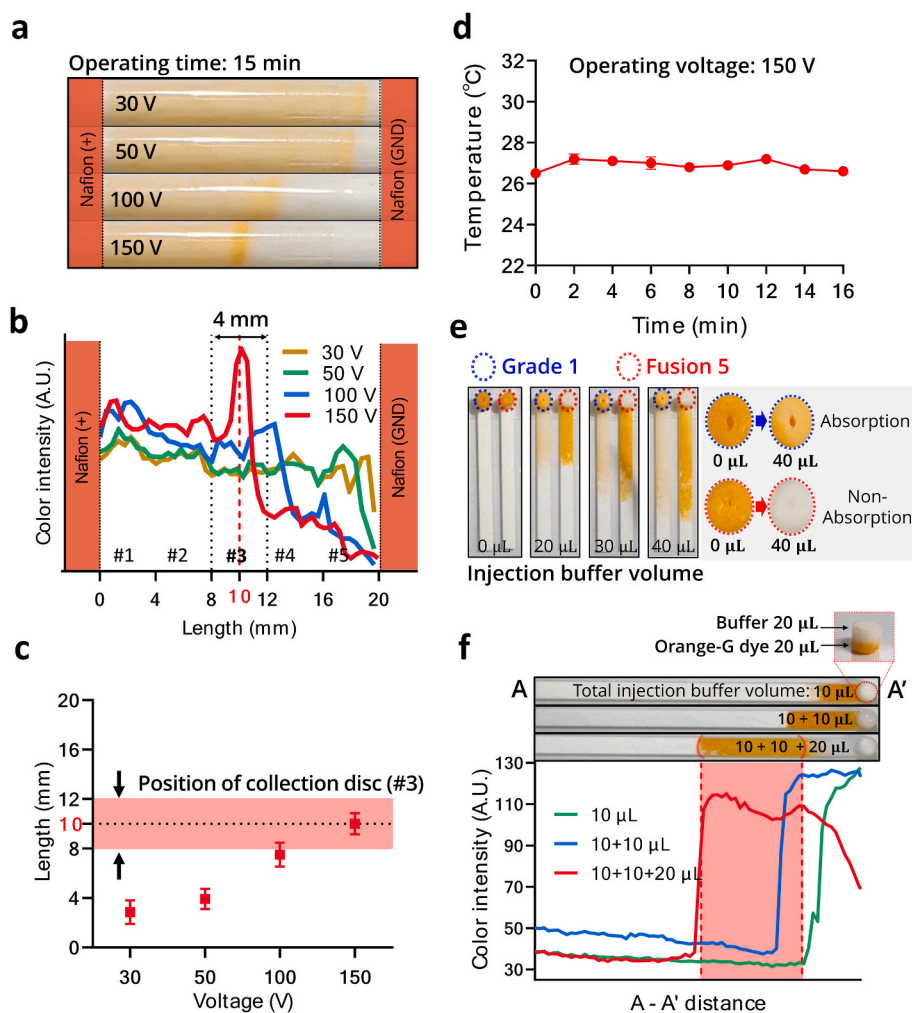 a
Operating time: 15 min
Nafion (+)
30 V
50 V
100 V
150 V
Nafion (GND)
b
4 mm
Color intensity (A.U.)
Nafion (+)
30 V
50 V
100 V
150 V
Nafion (GND)
#1
#2
#3
#4
#5
0
4
8
10
12
16
20
Length (mm)
c
Length (mm)
20
16
12
10
8
4
0
Position of collection disc (#3)
30
50
100
150
Voltage (V)
d
Operating voltage: 150 V
Temperature (℃)
32
30
28
26
24
22
0
2
4
6
8
10
12
14
16
Time (min)
e
Grade 1
Fusion 5
0 μL
20 μL
30 μL
40 μL
Injection buffer volume
Absorption
0 μL
40 μL
Non-
Absorption
0 μL
40 μL
f
Buffer 20 μL
Orange-G dye 20 μL
A
A'
Total injection buffer volume: 10 μL
10 + 10 μL
10 + 10 + 20 μL
Color intensity (A.U.)
130
110
90
70
50
30
10 μL
10+10 μL
10+10+20 μL
A - A' distance